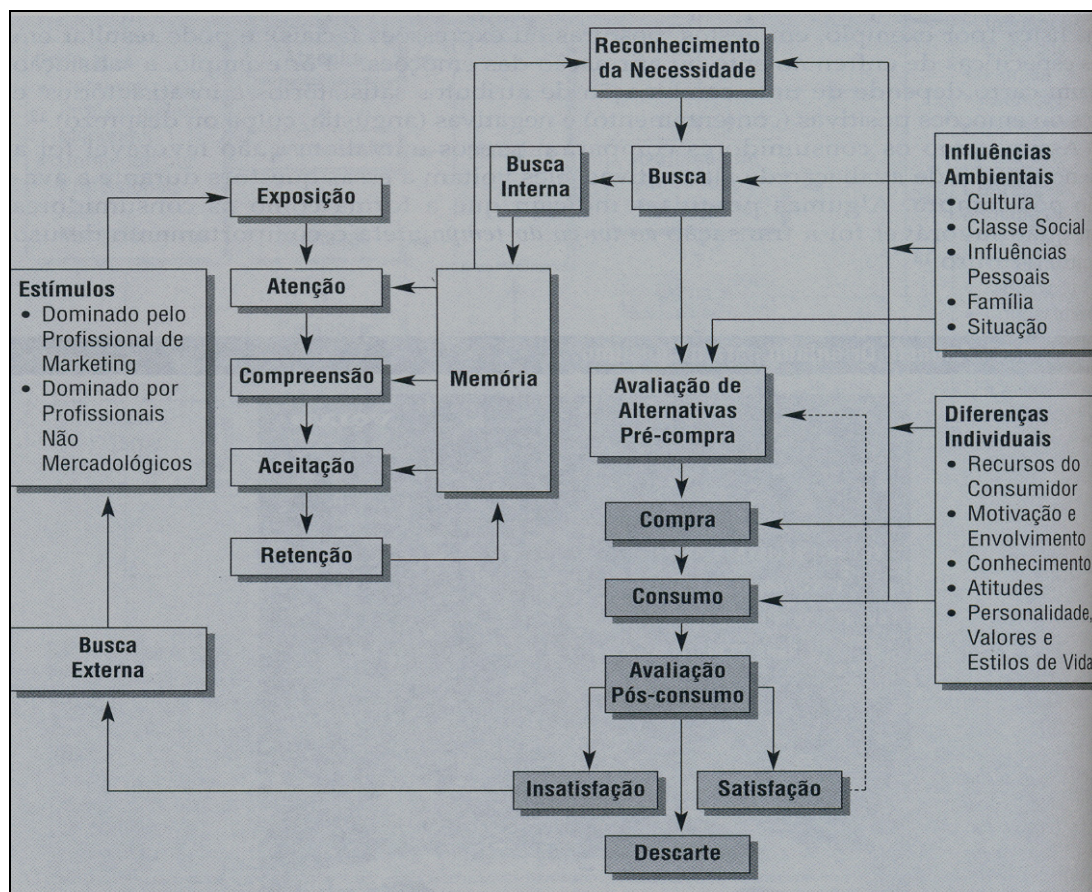 Reconhecimento
da Necessidade
Busca
Interna
Busca
Influências
Ambientais
• Cultura
• Classe Social
• Influências
Pessoais
• Família
• Situação
Exposição
Atenção
Compreensão
Aceitação
Retenção
Memória
Estímulos
• Dominado pelo
Profissional de
Marketing
• Dominado por
Profissionais
Não
Mercadológicos
Avaliação de
Alternativas
Pré-compra
Diferenças
Individuais
• Recursos do
Consumidor
• Motivação e
Envolvimento
• Conhecimento
• Atitudes
• Personalidade,
Valores e
Estilos de Vida
Compra
Consumo
Busca
Externa
Avaliação
Pós-consumo
Insatisfação
Satisfação
Descarte